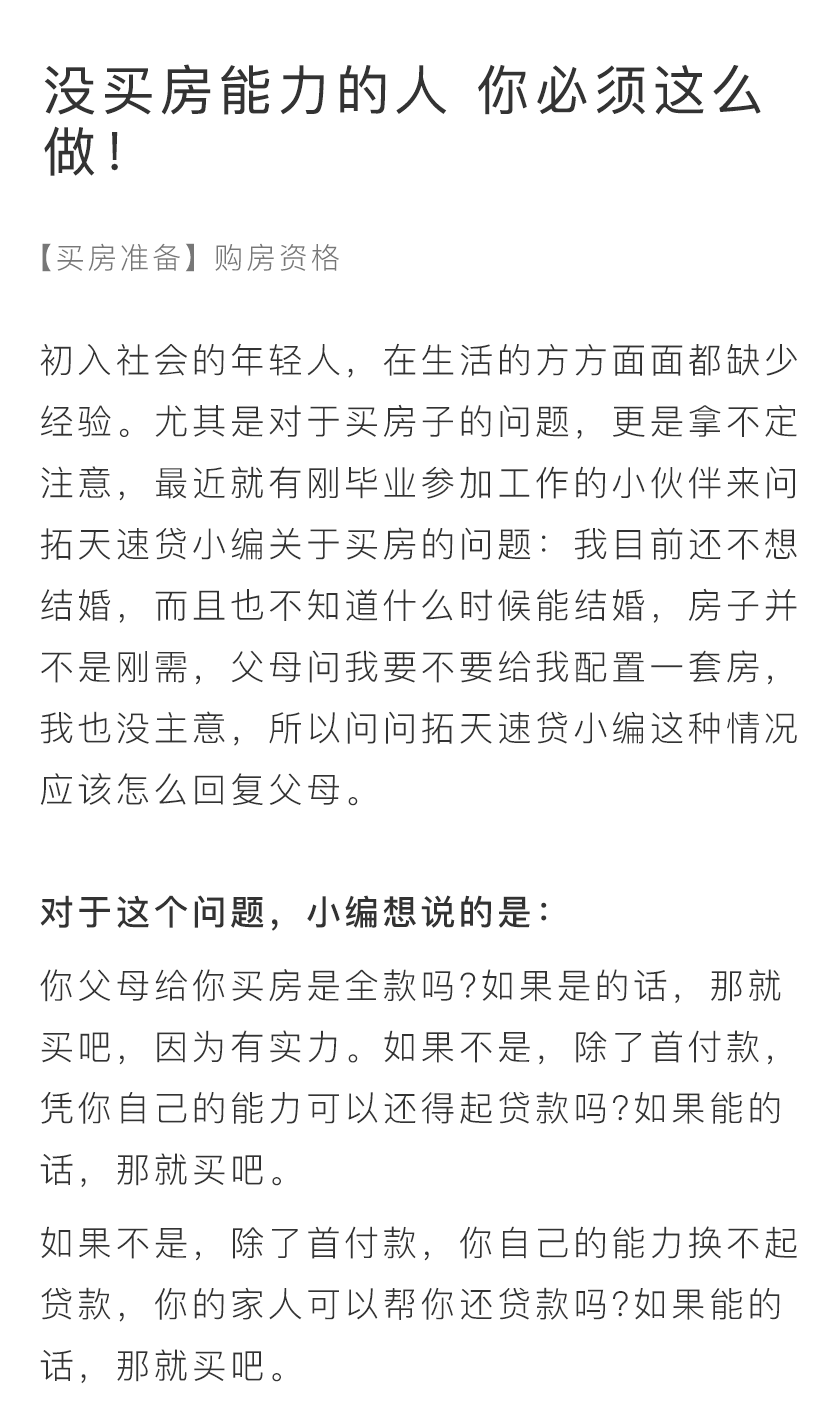 没买房能力的人 你必须这么
做！
【买房准备】购房资格
初入社会的年轻人，在生活的方方面面都缺少
经验。尤其是对于买房子的问题，更是拿不定
注意，最近就有刚毕业参加工作的小伙伴来问
拓天速贷小编关于买房的问题：我目前还不想
结婚，而且也不知道什么时候能结婚，房子并
不是刚需，父母问我要不要给我配置一套房，
我也没主意，所以问问拓天速贷小编这种情况
应该怎么回复父母。
对于这个问题，小编想说的是：
你父母给你买房是全款吗?如果是的话，那就
买吧，因为有实力。如果不是，除了首付款，
凭你自己的能力可以还得起贷款吗?如果能的
话，那就买吧。
如果不是，除了首付款，你自己的能力换不起
贷款，你的家人可以帮你还贷款吗?如果能的
话，那就买吧。